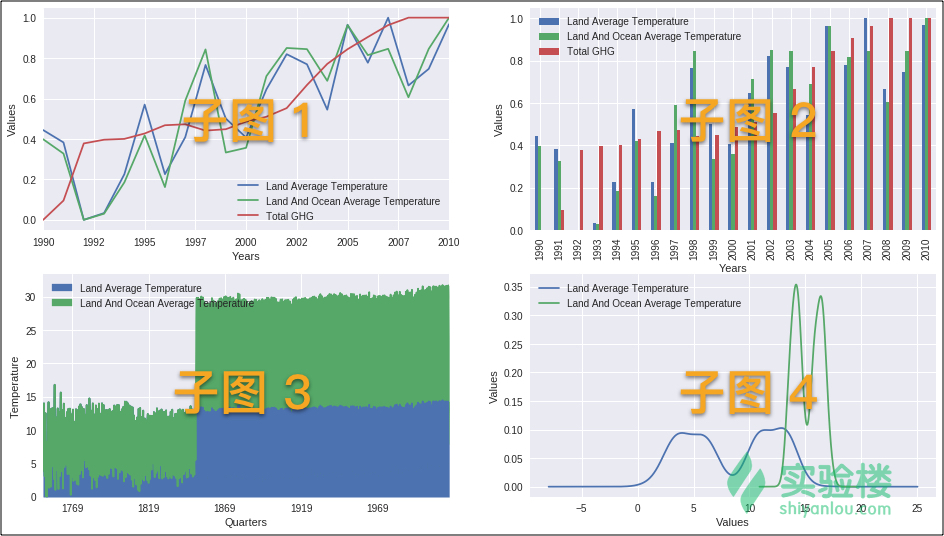 1.0
0.8
0.6
0.4
0.2
0.0
Values
子图 1
Land Average Temperature
Land And Ocean Average Temperature
Total GHG
1990 1992 1995 1997 2000 2002 2005 2007 2010
Years
Land Average Temperature
Land And Ocean Average Temperature
Total GHG
1.0
0.8
0.6
0.4
0.2
0.0
Values
子图 2
1990 1991 1992 1993 1994 1995 1996 1997 1998 1999 2000 2001 2002 2003 2004 2005 2006 2007 2008 2009 2010
Years
Land Average Temperature
Land And Ocean Average Temperature
30
25
20
15
10
5
0
Temperature
子图 3
1769 1819 1869 1919 1969
Quarters
Land Average Temperature
Land And Ocean Average Temperature
0.35
0.30
0.25
0.20
0.15
0.10
0.05
0.00
Values
子图 4
−5 0 5 10 15 20 25
Values
实验楼
shiyanlou.com